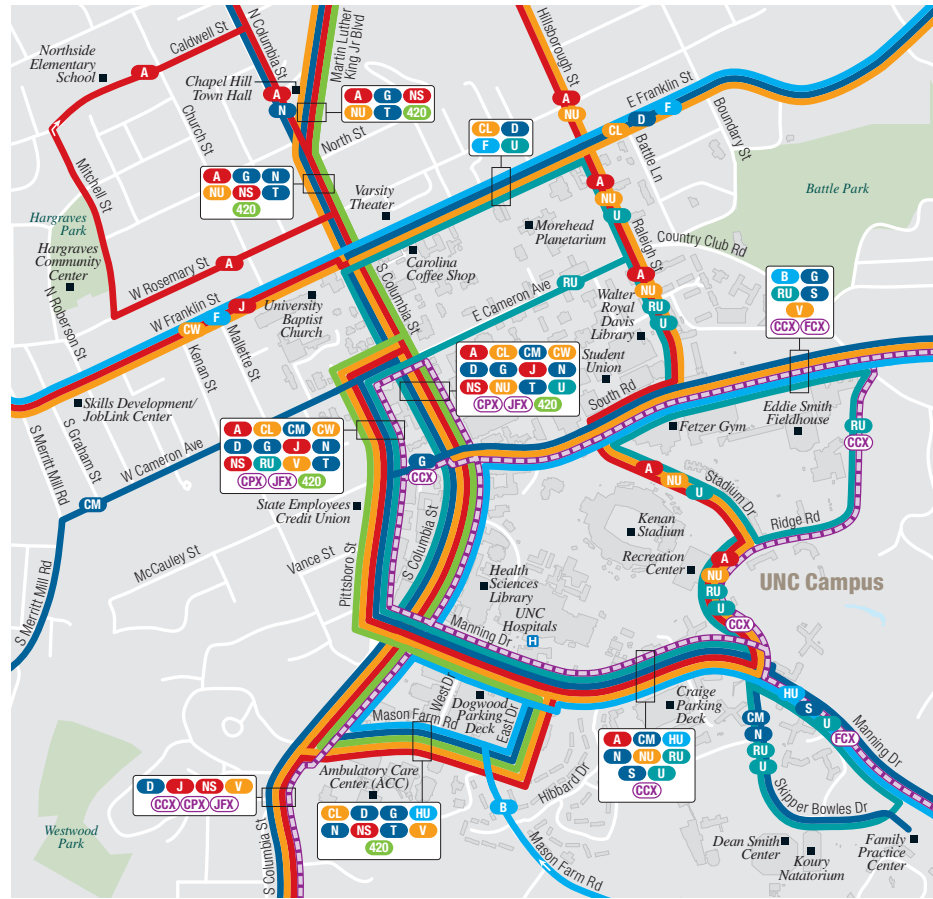 Northside
Elementary
School
Caldwell St
A
N Columbia St
Martin Luther
King Jr Blvd
Chapel Hill
Town Hall
A
N
A G NS
NU T 420
Hillsborough St
A
NU
E Franklin St
CL D F
Boundary St
Battle Ln
CL D
F U
North St
Church St
Mitchell St
A G N
NU NS T
420
Varsity
Theater
A
NU
U
Battle Park
Hargraves
Park
Hargraves
Community
Center
W Rosemary St
A
Morehead
Planetarium
Raleigh St
Country Club Rd
Carolina
Coffee Shop
S Columbia St
E Cameron Ave
RU
A
NU
RU
U
Walter
Royal
Davis
Library
B G
RU S
V
CCX FCX
N Roberson St
W Franklin St
CW F J
University
Baptist
Church
Mallette St
Kenan St
A CL CM CW
D G J N
NS NU T U
CPX JFX 420
Student
Union
South Rd
Skills Development/
JobLink Center
Fetzer Gym
Eddie Smith
Fieldhouse
RU
CCX
S Merritt Mill Rd
S Graham St
W Cameron Ave
CM
A CL CM CW
D G J N
NS RU V T
CPX JFX 420
G
CCX
A
NU
U
Stadium Dr
State Employees
Credit Union
Kenan
Stadium
Ridge Rd
S Columbia St
McCauley St
Vance St
Pittsboro St
Recreation
Center
A
NU
RU
U
CCX
UNC Campus
Health
Sciences
Library
UNC
Hospitals
H
S Merritt Mill Rd
Manning Dr
West Dr
Dogwood
Parking
Deck
East Dr
Mason Farm Rd
Craige
Parking
Deck
HU
S
U
FCX
Manning Dr
CM
N
RU
U
A CM HU
N NU RU
S U
CCX
Hibbard Dr
Ambulatory Care
Center (ACC)
D J NS V
CCX CPX JFX
CL D G HU
N NS T V
420
B
Skipper Bowles Dr
Westwood
Park
S Columbia St
Mason Farm Rd
Dean Smith
Center
Koury
Natatorium
Family
Practice
Center